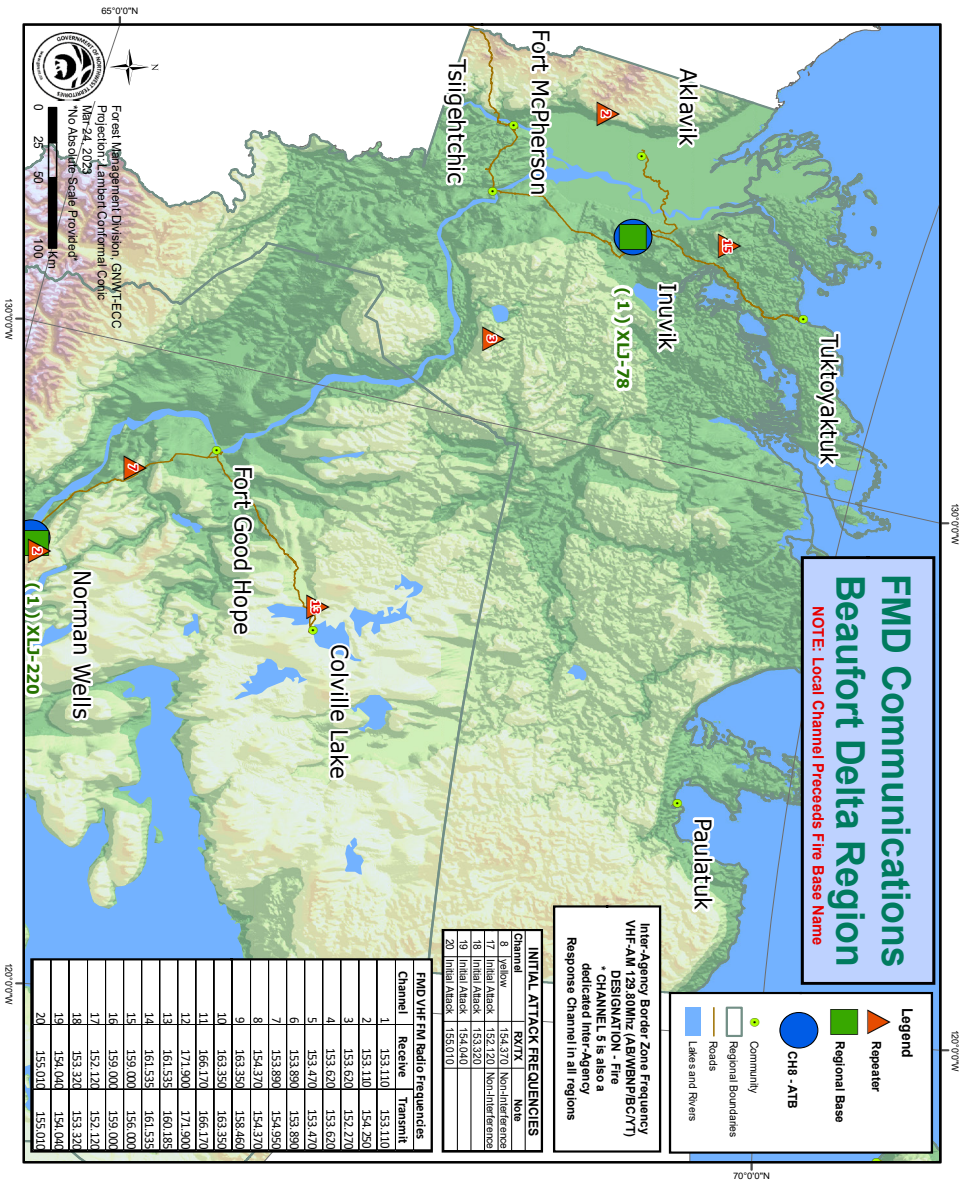 FMD Communications
Beaufort Delta Region
NOTE: Local Channel Preceeds Fire Base Name
Legend
Repeater
Regional Base
CH8 - ATB
Community
Regional Boundaries
Roads
Lakes and Rivers
Inter-Agency Border Zone Frequency
VHF-AM 129.80Mhz (AB/WBNP/BC/YT)
DESIGNATION - Fire
* CHANNEL 5 is also a
dedicated Inter-Agency
Response Channel in all regions
INITIAL ATTACK FREQUENCIES
Channel RX/TX Note
8 yellow 154.370 Non-Interference
17 Initial Attack 152.120 Non-Interference
18 Initial Attack 153.320
19 Initial Attack 154.040
20 Initial Attack 155.010
FMD VHF FM Radio Frequencies
Channel Receive Transmit
1 153.110 153.110
2 153.110 154.250
3 153.620 152.270
4 153.620 153.620
5 153.470 153.470
6 153.890 153.890
7 153.890 154.950
8 154.370 154.370
9 163.350 158.460
10 163.350 163.350
11 166.170 166.170
12 171.900 171.900
13 161.535 160.185
14 161.535 161.535
15 159.000 156.000
16 159.000 159.000
17 152.120 152.120
18 153.320 153.320
19 154.040 154.040
20 155.010 155.010
Tuktoyaktuk
Aklavik
Inuvik
(1) XLJ-78
Fort McPherson
Tsiigehtchic
Paulatuk
Colville Lake
Fort Good Hope
Norman Wells
(1) XLJ-220
2
15
3
7
13
2
65°0'0"N
70°0'0"N
130°0'0"W
130°0'0"W
120°0'0"W
120°0'0"W
N
GOVERNMENT OF NORTHWEST TERRITORIES
0 25 50 100
Km
Forest Management Division, GNWT-ECC
Projection: Lambert Conformal Conic
Mar 24, 2023
*No Absolute Scale Provided*